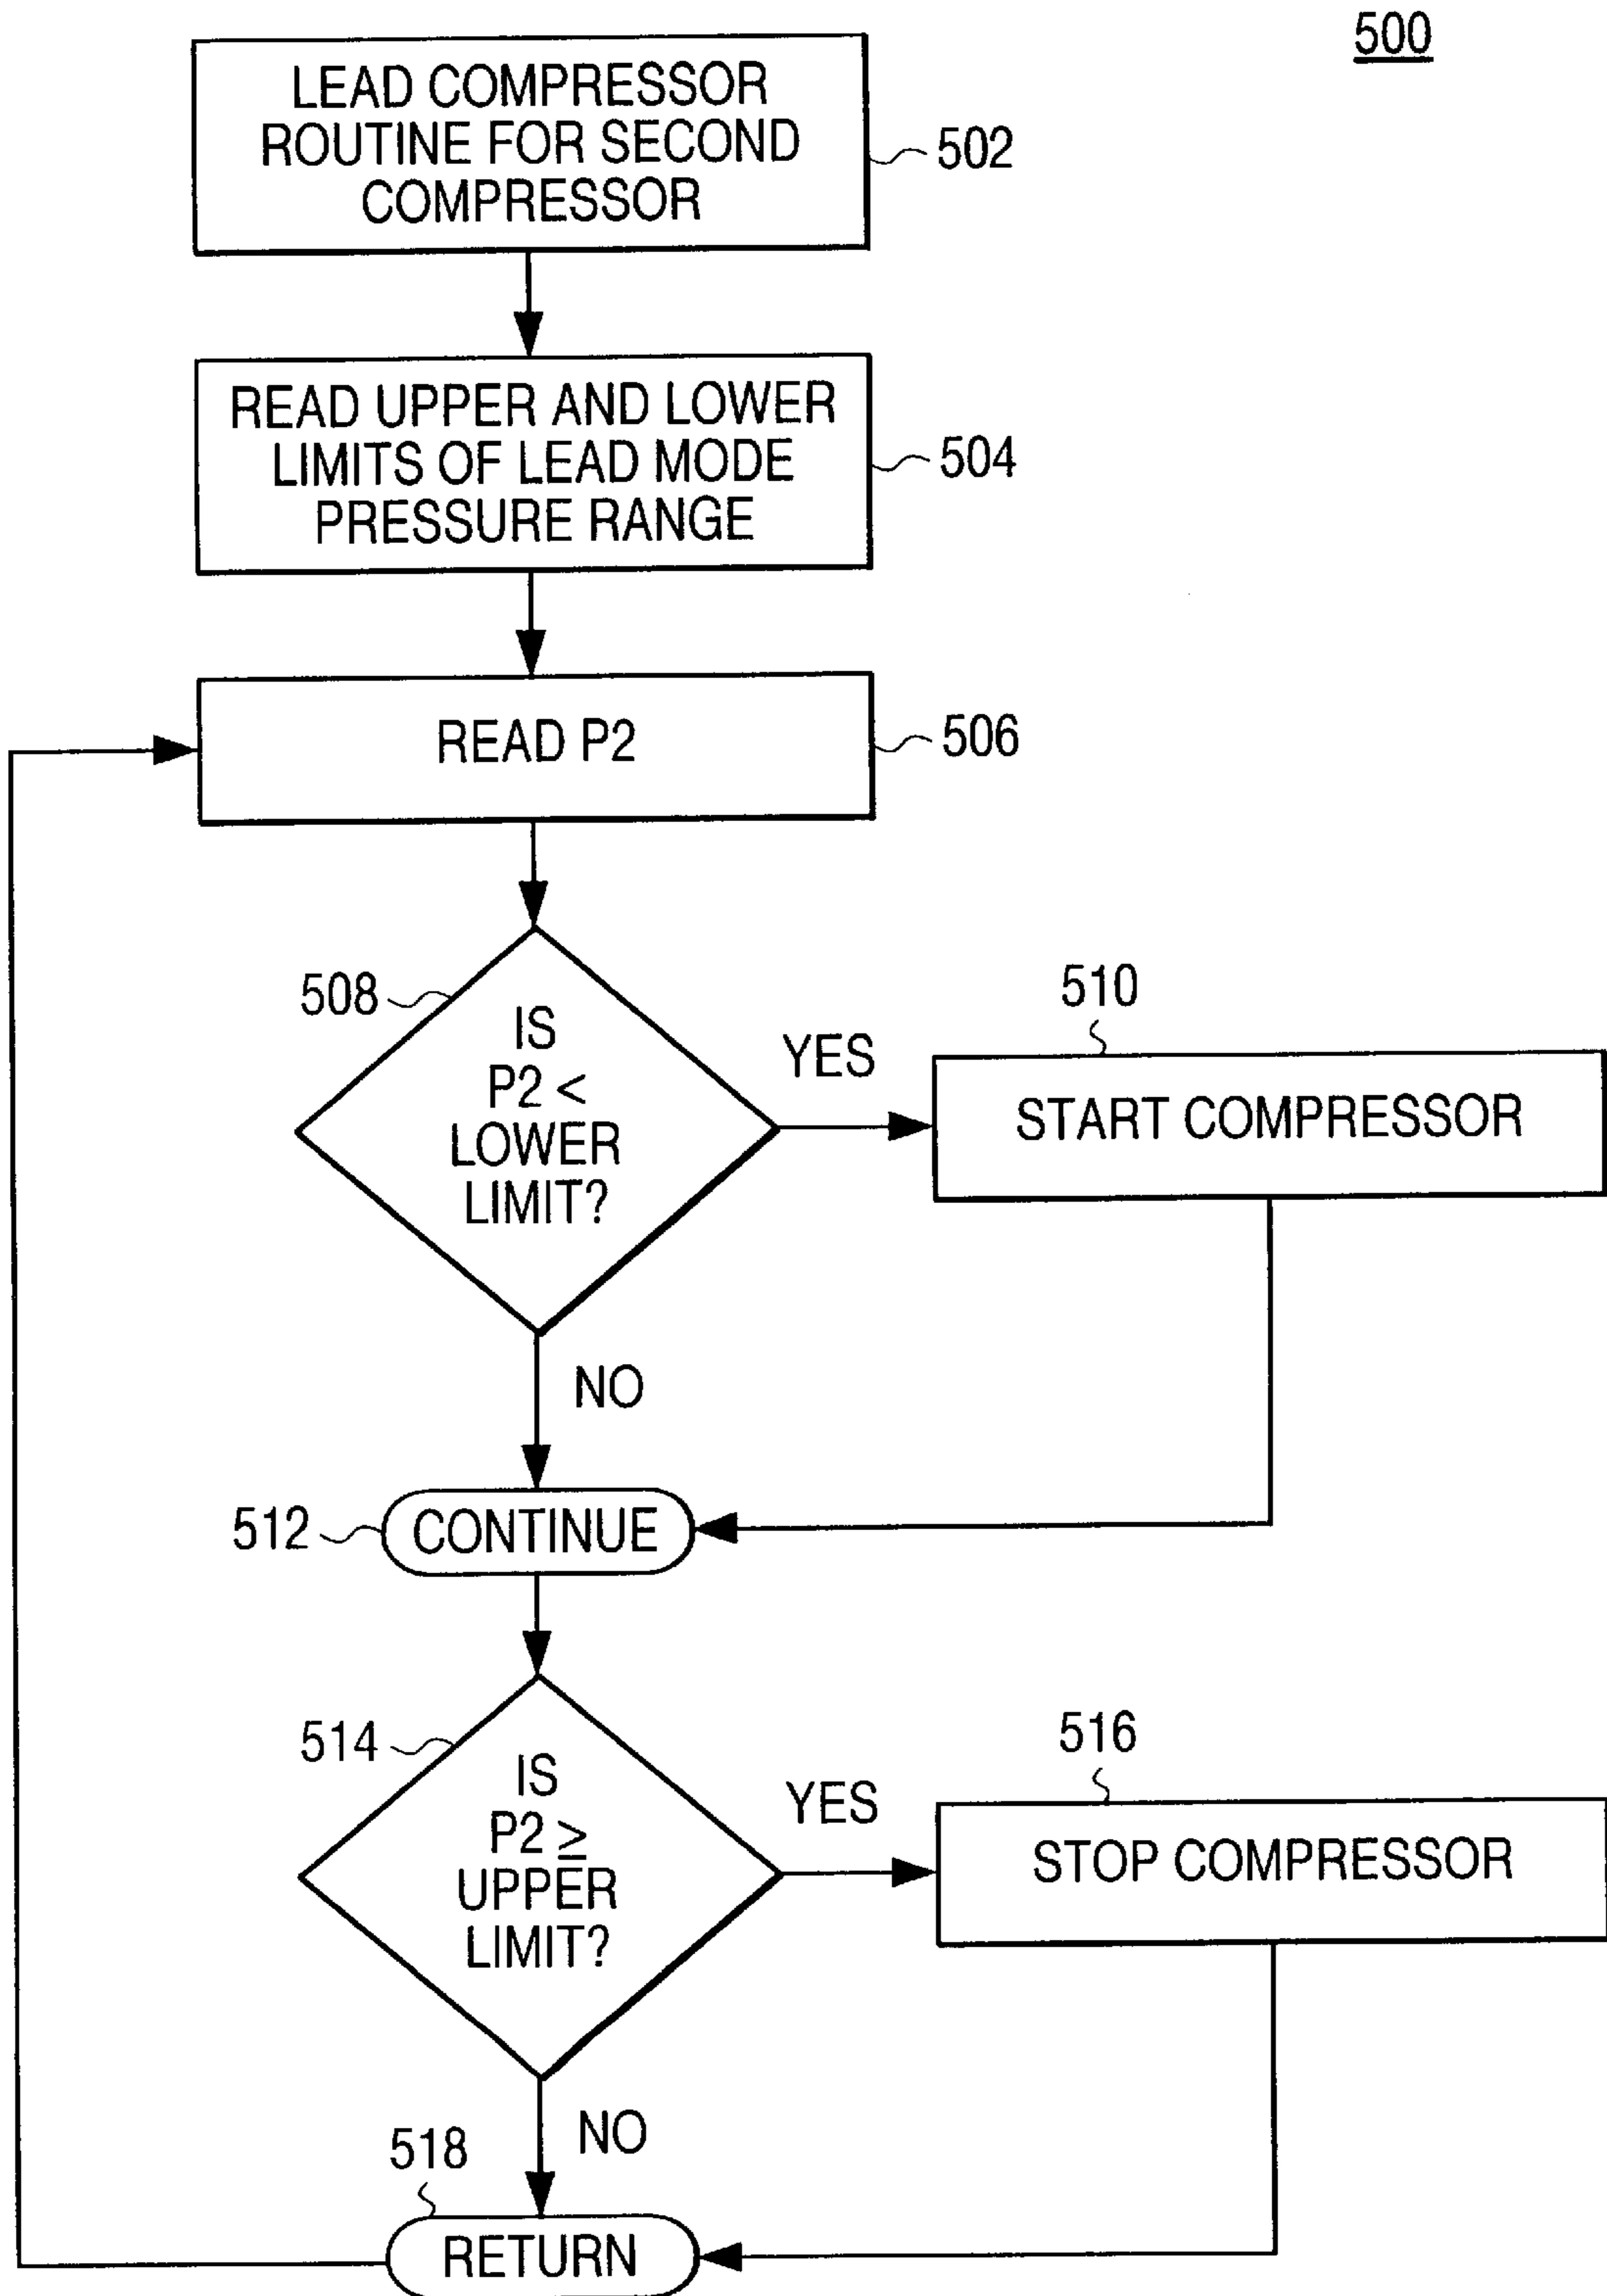 500
LEAD COMPRESSOR
ROUTINE FOR SECOND
COMPRESSOR
502
READ UPPER AND LOWER
LIMITS OF LEAD MODE
PRESSURE RANGE
504
READ P2
506
508
IS
P2 <
LOWER
LIMIT?
YES
510
START COMPRESSOR
NO
512
CONTINUE
514
IS
P2 ≥
UPPER
LIMIT?
YES
516
STOP COMPRESSOR
NO
518
RETURN